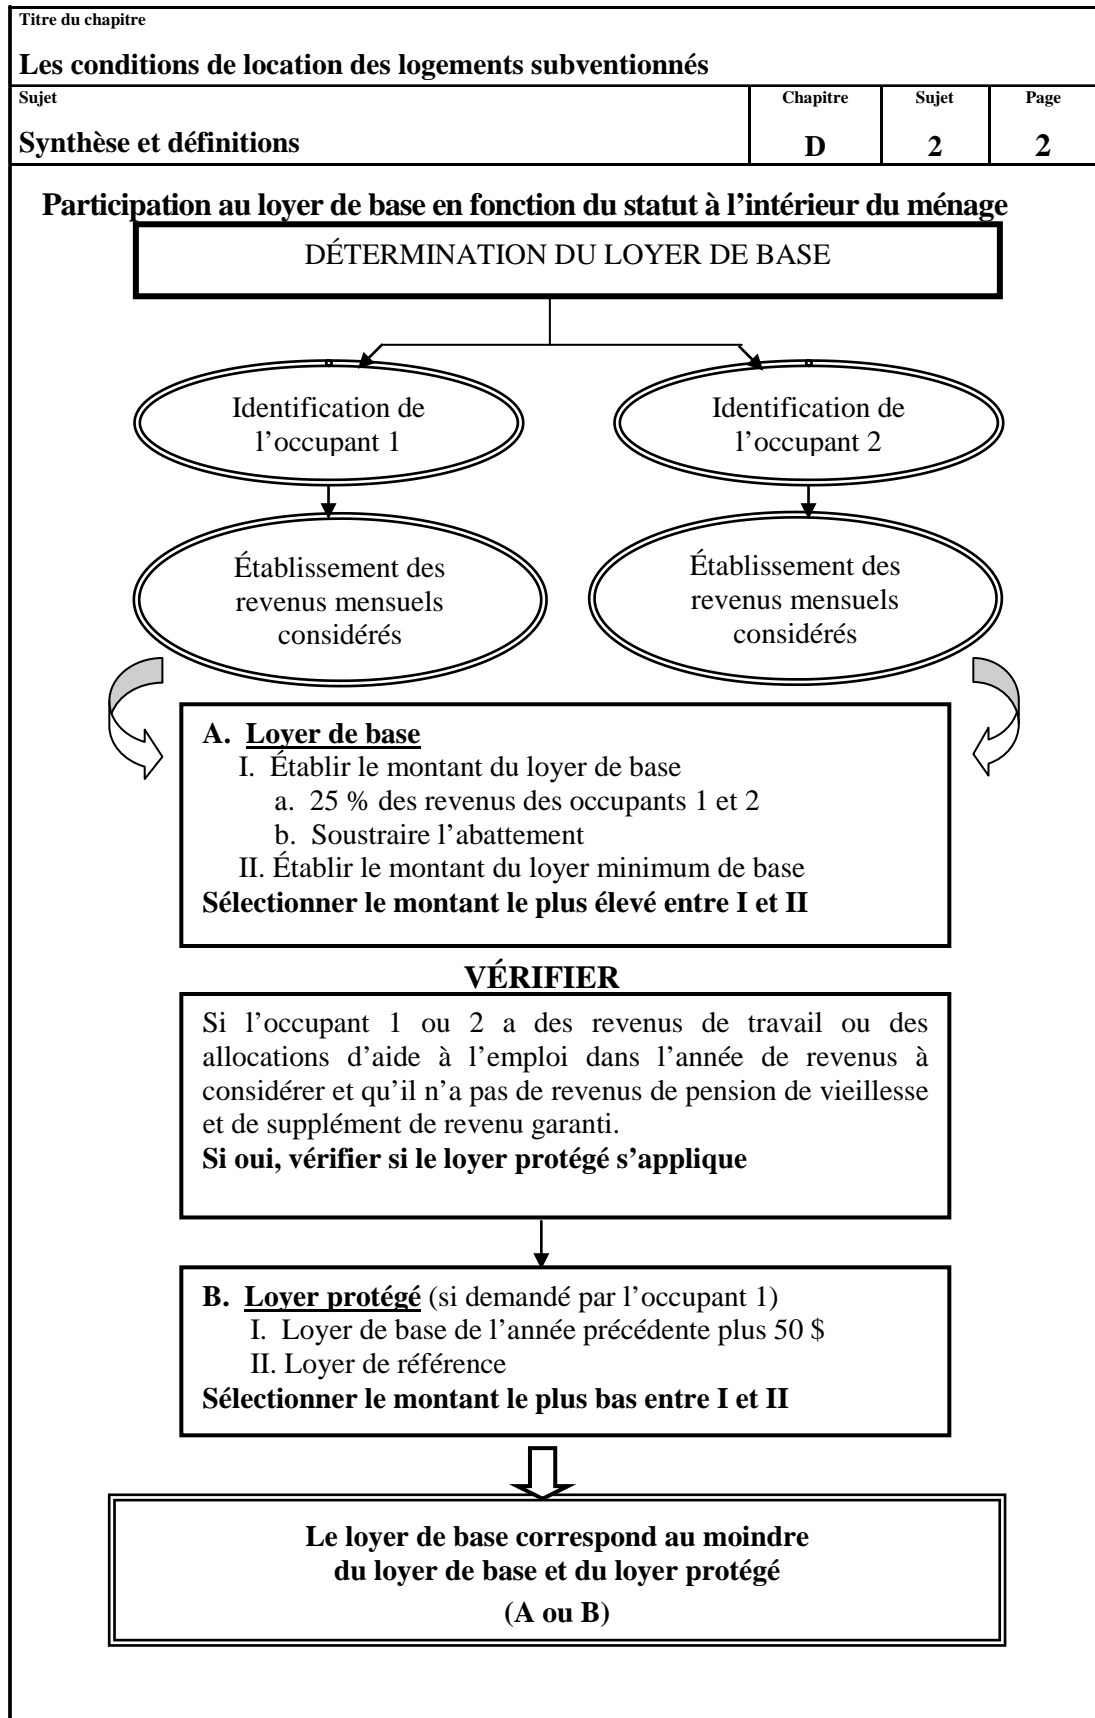 Titre du chapitre
Les conditions de location des logements subventionnés
Sujet
Chapitre
Sujet
Page
Synthèse et définitions
D
2
2
Participation au loyer de base en fonction du statut à l’intérieur du ménage
DÉTERMINATION DU LOYER DE BASE
Identification de
l’occupant 1
Identification de
l’occupant 2
Établissement des
revenus mensuels
considérés
Établissement des
revenus mensuels
considérés
A. Loyer de base
I. Établir le montant du loyer de base
a. 25 % des revenus des occupants 1 et 2
b. Soustraire l’abattement
II. Établir le montant du loyer minimum de base
Sélectionner le montant le plus élevé entre I et II
VÉRIFIER
Si l’occupant 1 ou 2 a des revenus de travail ou des
allocations d’aide à l’emploi dans l’année de revenus à
considérer et qu’il n’a pas de revenus de pension de vieillesse
et de supplément de revenu garanti.
Si oui, vérifier si le loyer protégé s’applique
B. Loyer protégé (si demandé par l’occupant 1)
I. Loyer de base de l’année précédente plus 50 $
II. Loyer de référence
Sélectionner le montant le plus bas entre I et II
Le loyer de base correspond au moindre
du loyer de base et du loyer protégé
(A ou B)